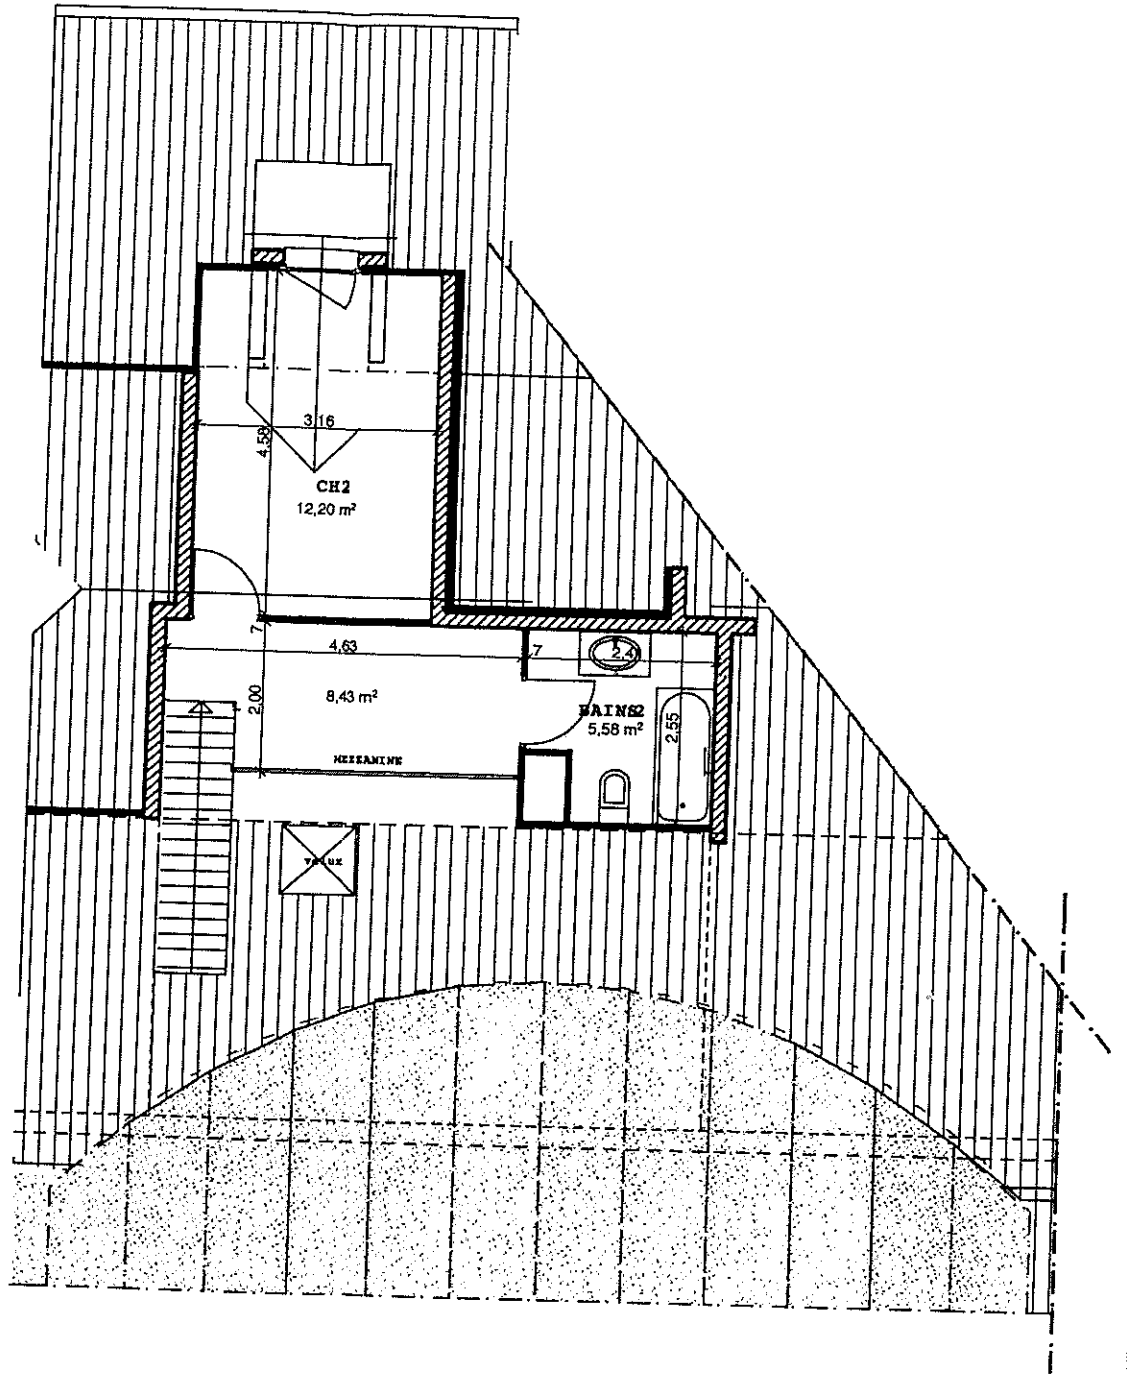 3,16
4,58
CH2
12,20 m²
7
4,63
7
2,4
2,00
8,43 m²
BAINS2
5,58 m²
2,55
MEZZANINE
velux